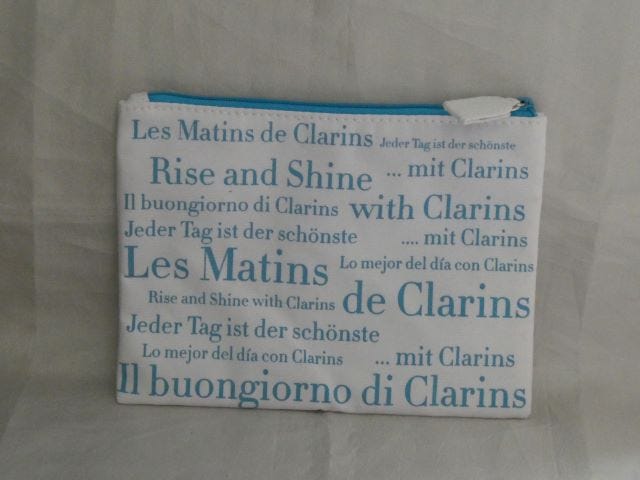 Les Matins de Clarins Jeder Tag ist der schönste
Rise and Shine ... mit Clarins
Il buongiorno di Clarins with Clarins
Jeder Tag ist der schönste .... mit Clarins
Les Matins Lo mejor del día con Clarins
Rise and Shine with Clarins de Clarins
Jeder Tag ist der schönste
Lo mejor del día con Clarins ... mit Clarins
Il buongiorno di Clarins